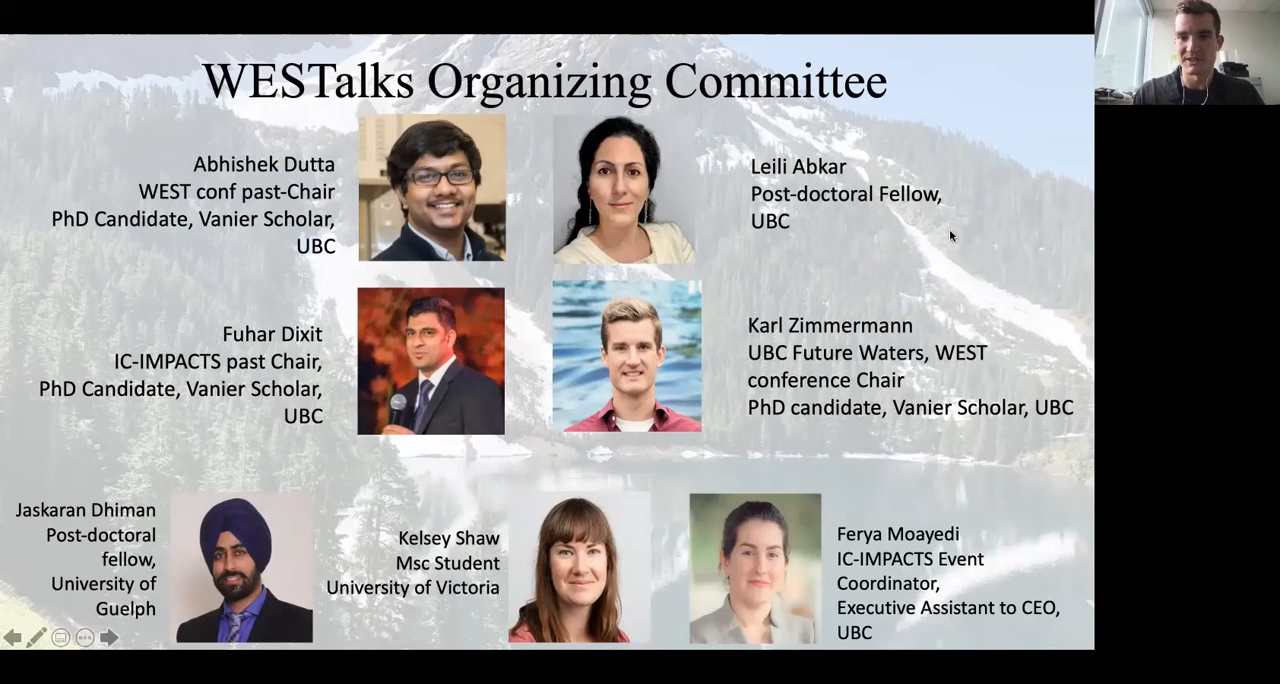 WESTalks Organizing Committee
Abhishek Dutta
WEST conf past-Chair
PhD Candidate, Vanier Scholar,
UBC
Leili Abkar
Post-doctoral Fellow,
UBC
Fuhar Dixit
IC-IMPACTS past Chair,
PhD Candidate, Vanier Scholar,
UBC
Karl Zimmermann
UBC Future Waters, WEST
conference Chair
PhD candidate, Vanier Scholar, UBC
Jaskaran Dhiman
Post-doctoral
fellow,
University of
Guelph
Kelsey Shaw
Msc Student
University of Victoria
Ferya Moayedi
IC-IMPACTS Event
Coordinator,
Executive Assistant to CEO,
UBC